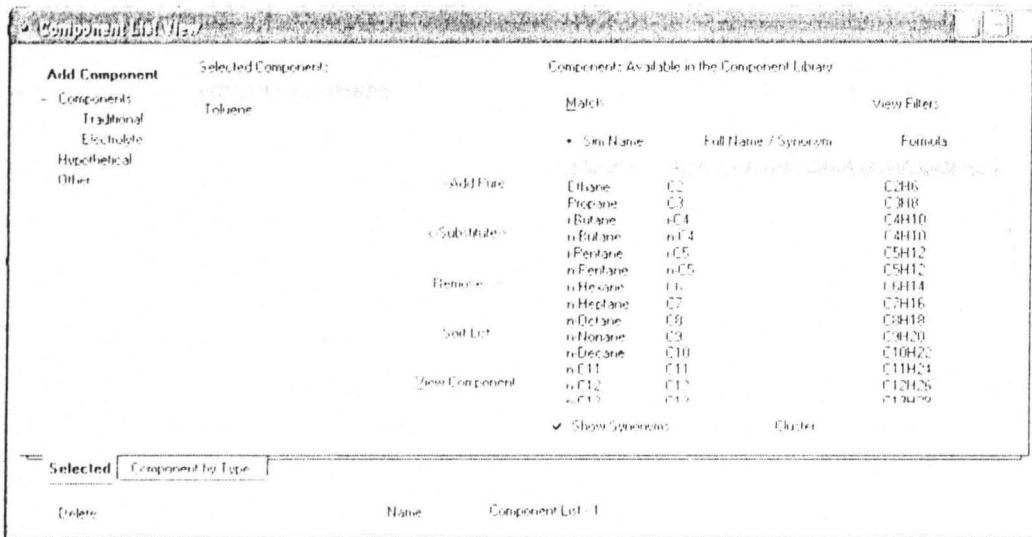 Component List View
Add Component
Selected Components
Components Available in the Component Library
- Components
Traditional
Electrolyte
Hypothetical
Other
Toluene
Match
View Filters
Sim Name Full Name / Synonym Formula
<-Add Pure
<-Substitute->
Remove
Sort List
View Component
Ethane C2 C2H6
Propane C3 C3H8
i-Butane i-C4 C4H10
n-Butane n-C4 C4H10
i-Pentane i-C5 C5H12
n-Pentane n-C5 C5H12
n-Hexane C6 C6H14
n-Heptane C7 C7H16
n-Octane C8 C8H18
n-Nonane C9 C9H20
n-Decane C10 C10H22
n-C11 C11 C11H24
n-C12 C12 C12H26
n-C13 C13 C13H28
Show Synonyms Cluster
Selected Component by Type
Delete Name Component List - 1